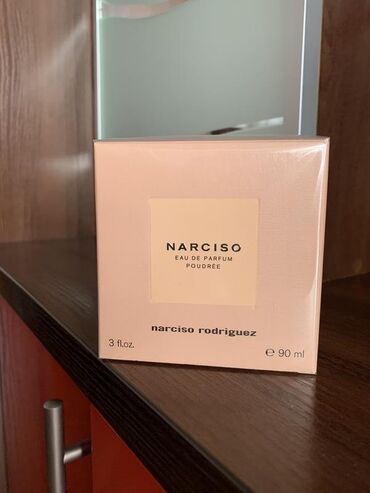 NARCISO
EAU DE PARFUM
POUDRÉE
narciso rodriguez
3 fl.oz. ℮ 90 ml